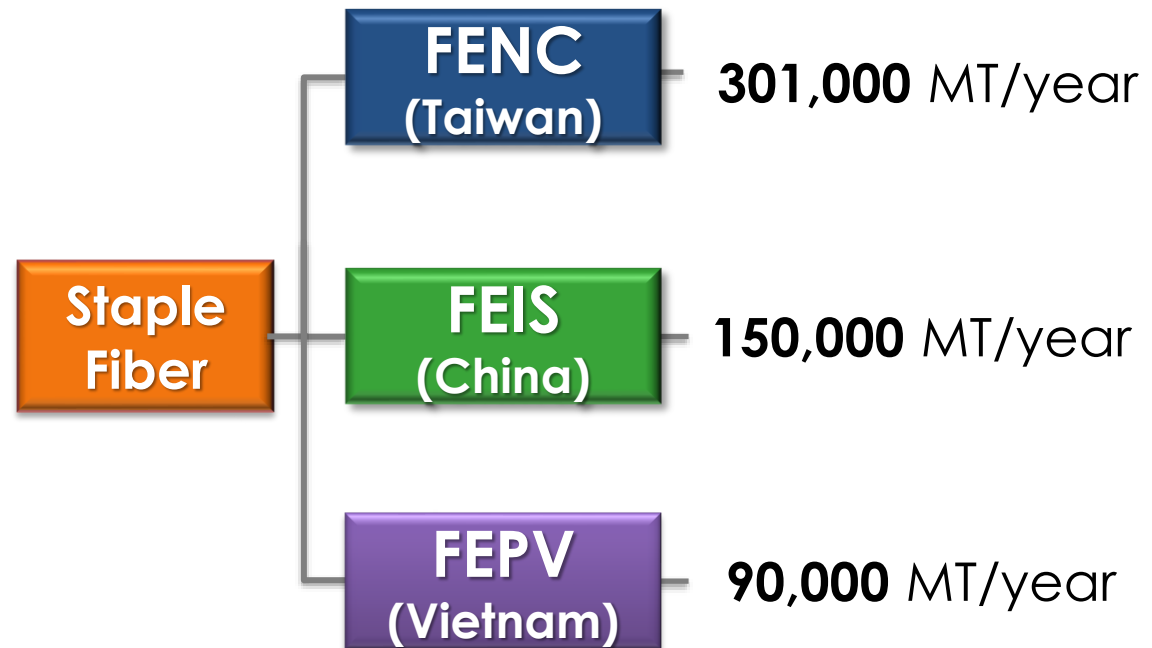 FENC
(Taiwan)
301,000 MT/year
Staple
Fiber
FEIS
(China)
150,000 MT/year
FEPV
(Vietnam)
90,000 MT/year